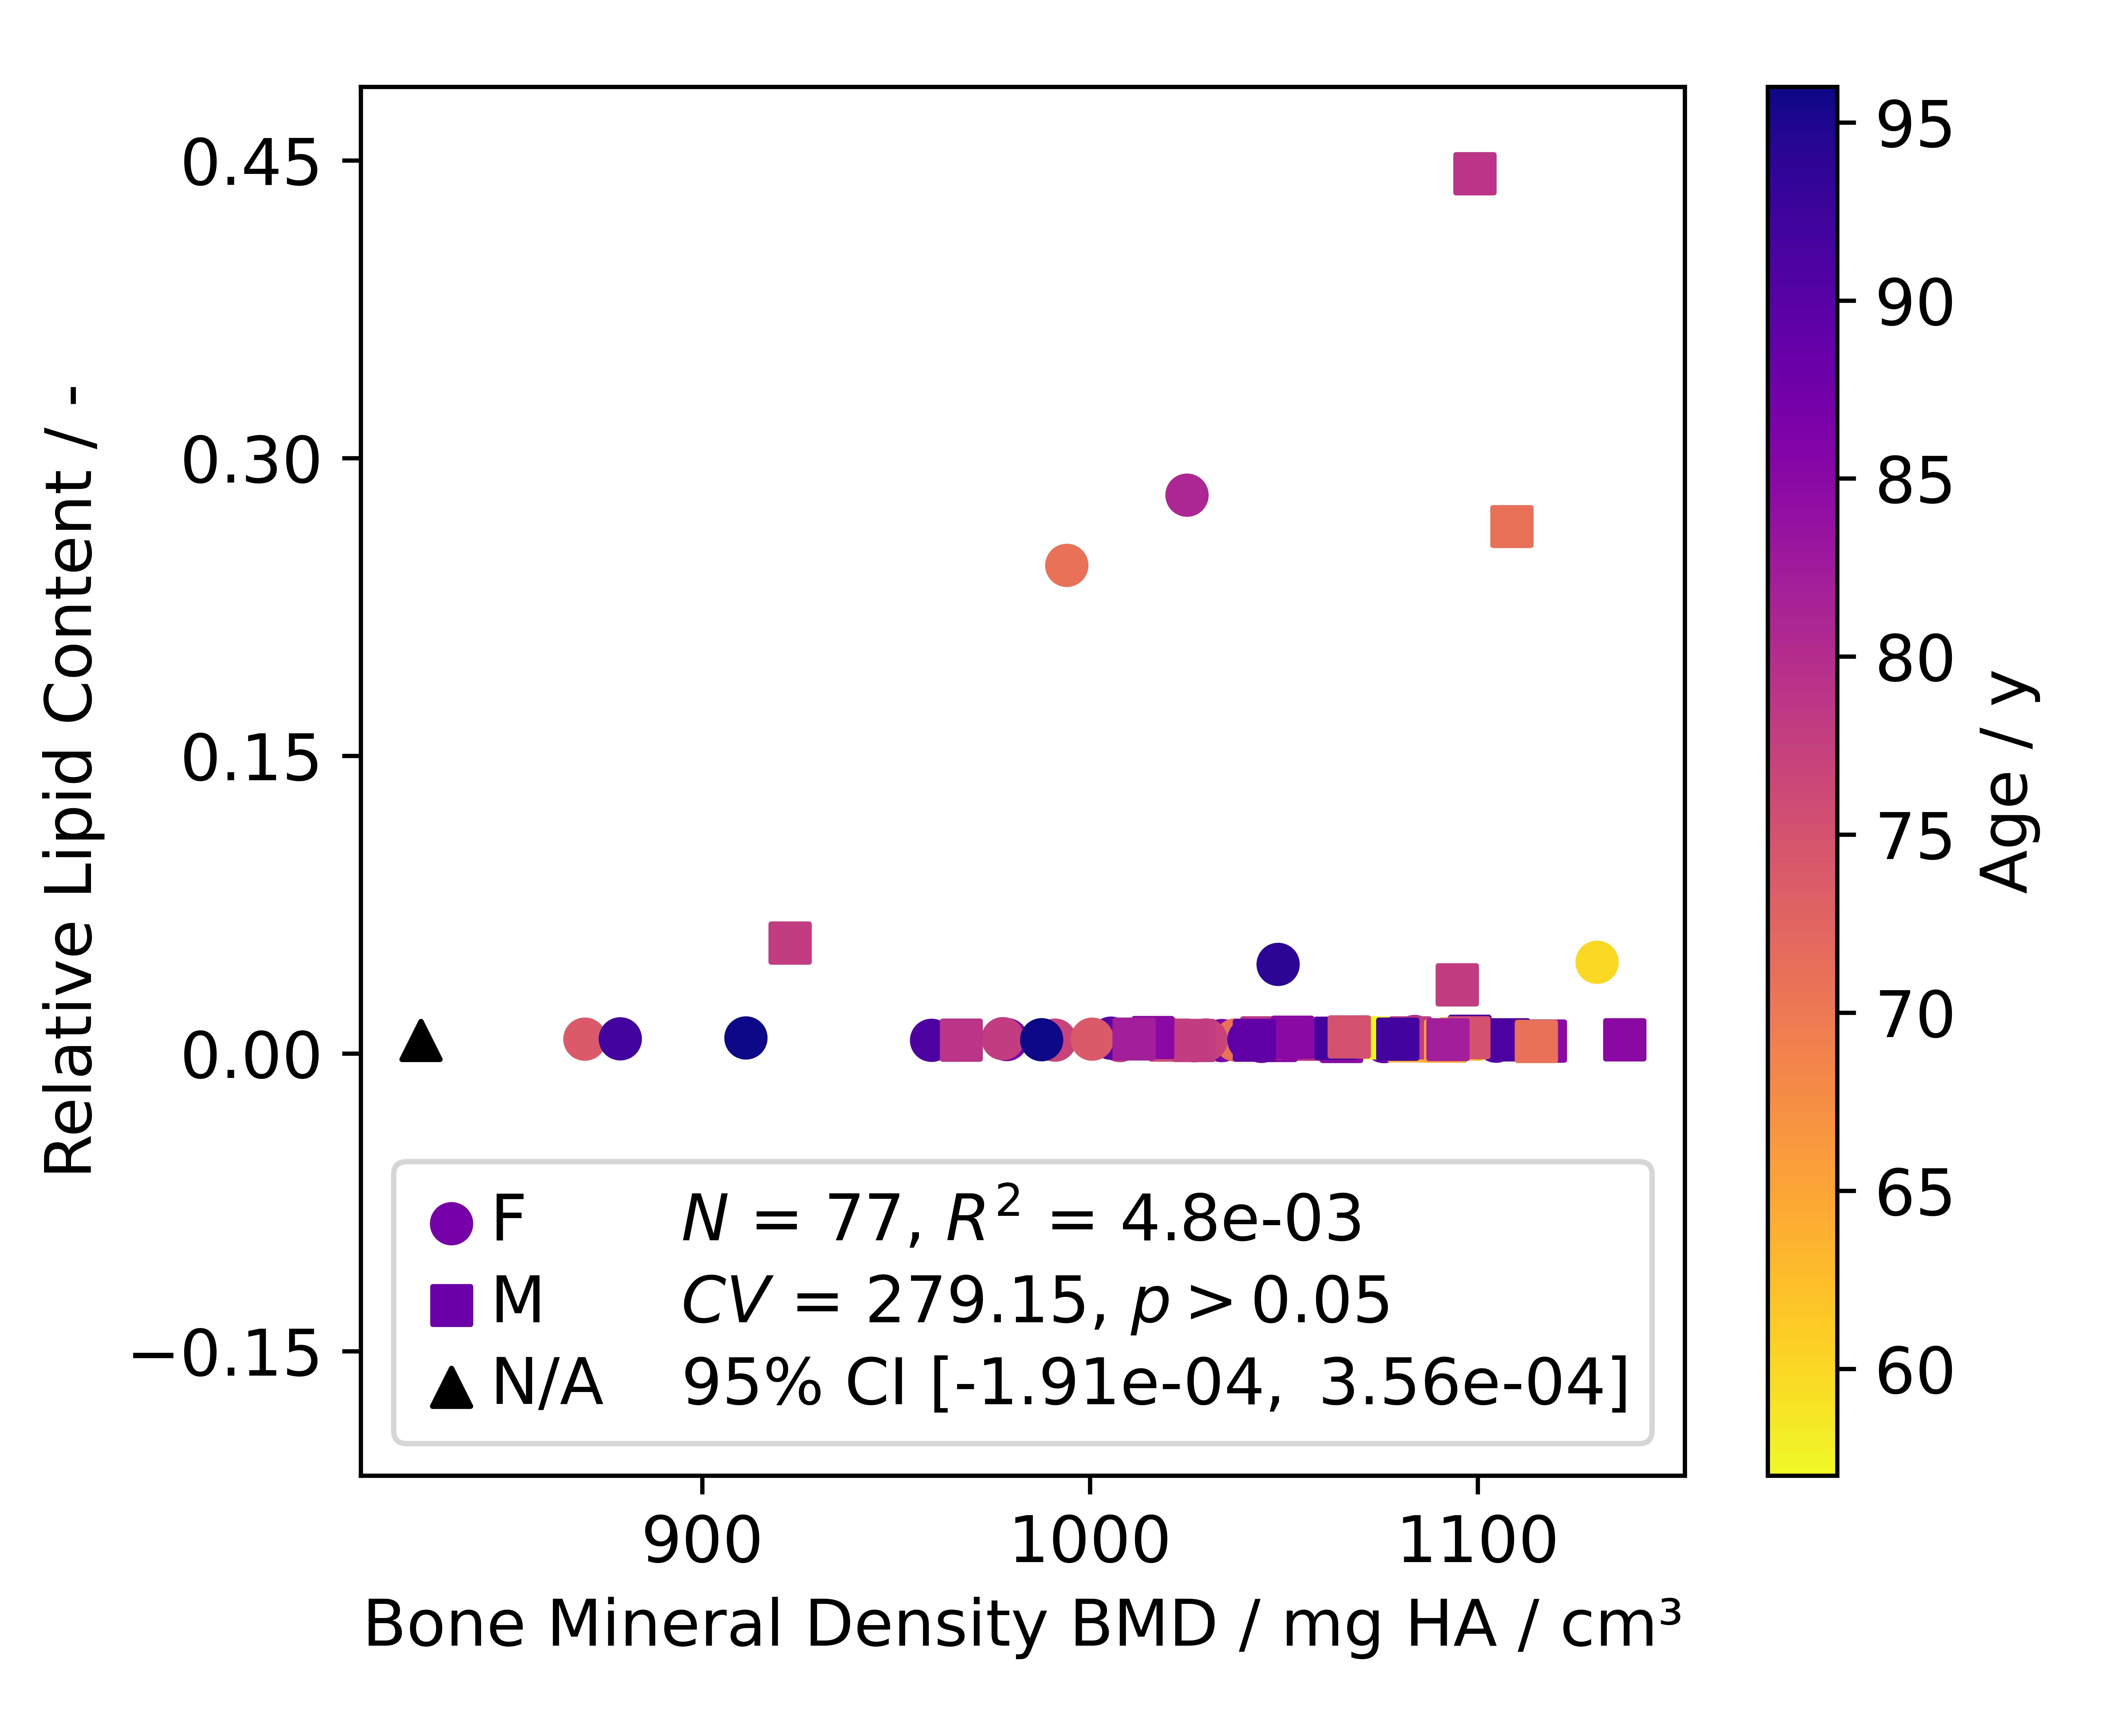 0.45
0.30
0.15
0.00
−0.15
Relative Lipid Content / -
F N = 77, R² = 4.8e-03
M CV = 279.15, p > 0.05
N/A 95% CI [-1.91e-04, 3.56e-04]
900 1000 1100
Bone Mineral Density BMD / mg HA / cm³
95
90
85
80
75
70
65
60
Age / y